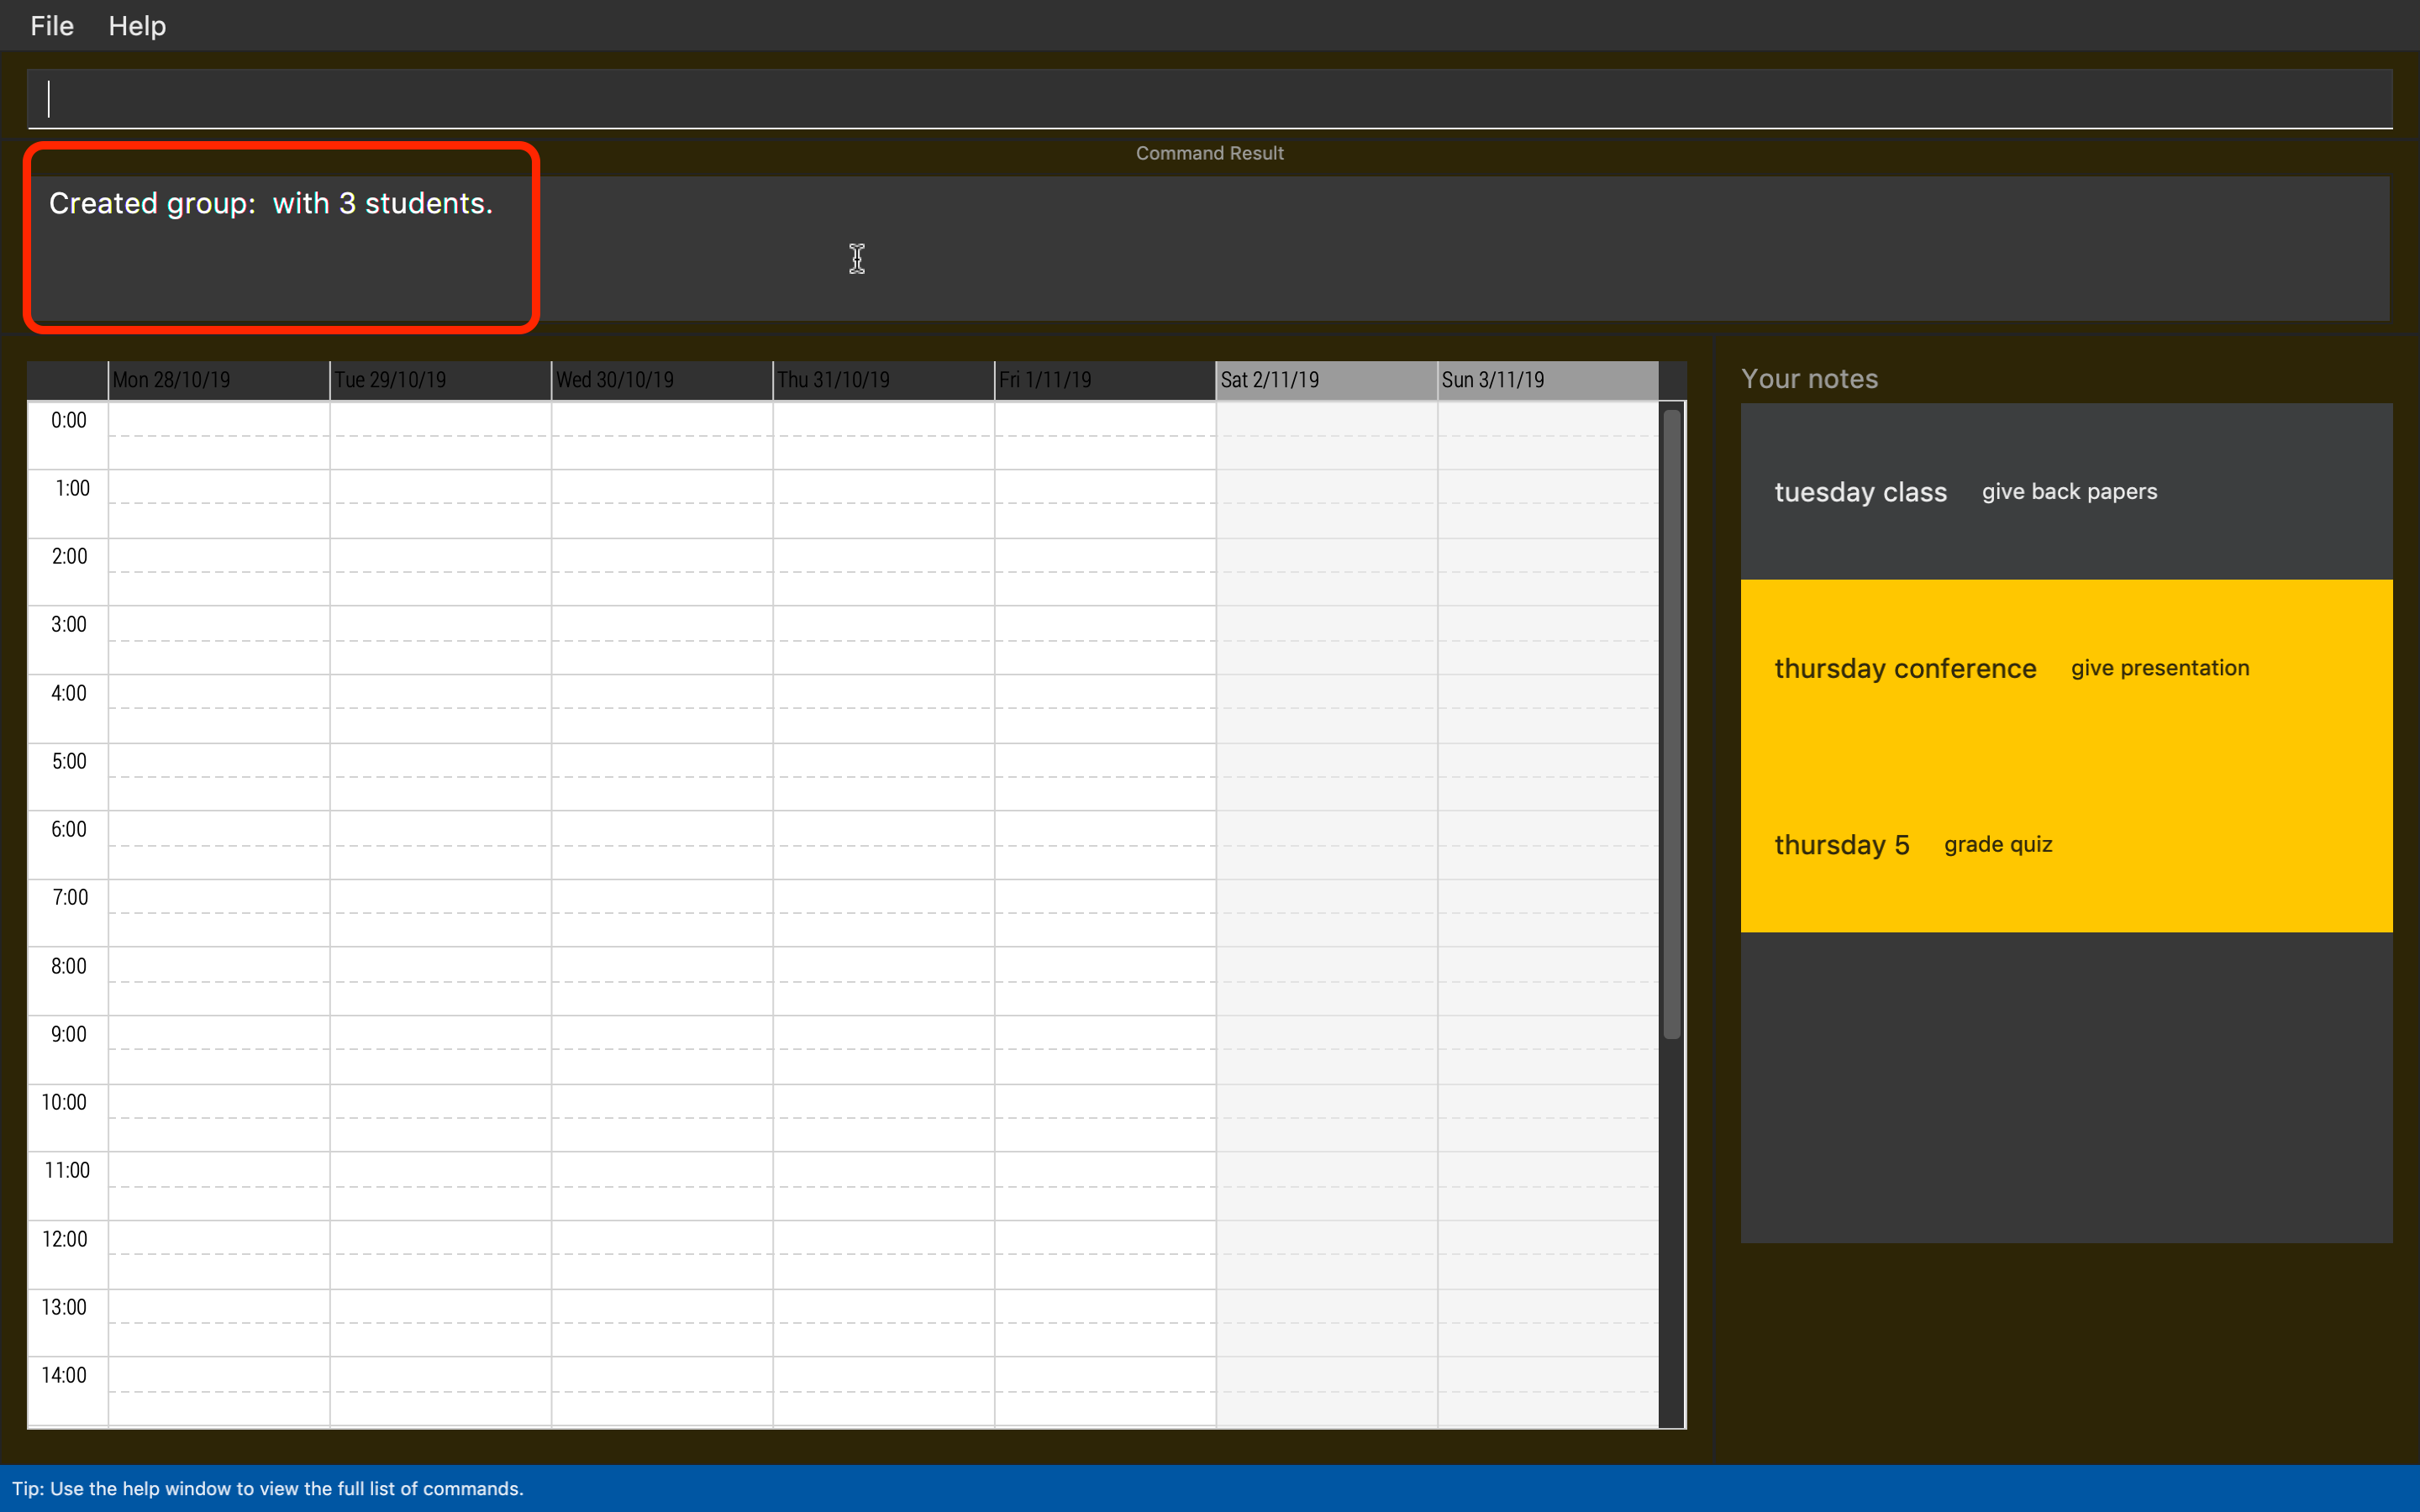 File Help
Command Result
Created group:  with 3 students.
Mon 28/10/19 Tue 29/10/19 Wed 30/10/19 Thu 31/10/19 Fri 1/11/19 Sat 2/11/19 Sun 3/11/19
0:00
1:00
2:00
3:00
4:00
5:00
6:00
7:00
8:00
9:00
10:00
11:00
12:00
13:00
14:00
Your notes
tuesday class give back papers
thursday conference give presentation
thursday 5 grade quiz
Tip: Use the help window to view the full list of commands.